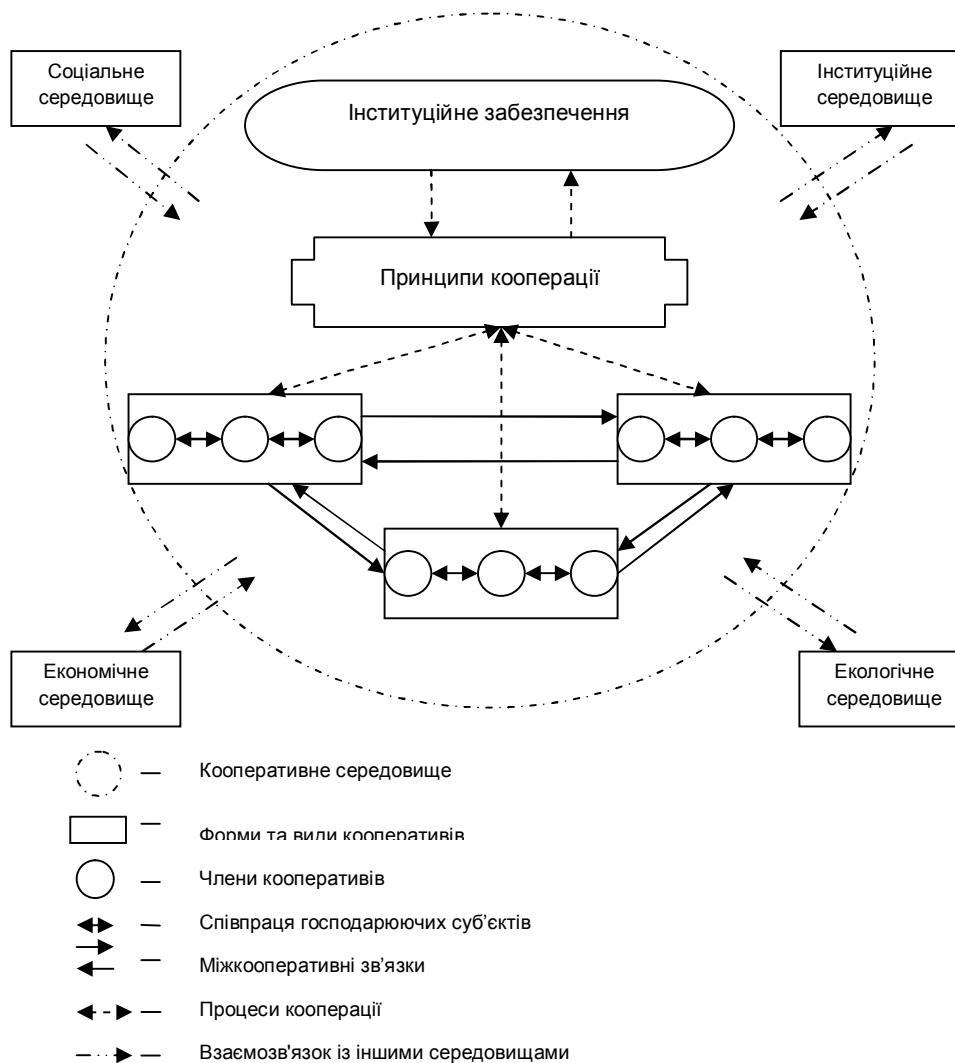 Соціальне
середовище
Інституційне
середовище
Інституційне забезпечення
Принципи кооперації
Економічне
середовище
Екологічне
середовище
— Кооперативне середовище
— Форми та види кооперативів
— Члени кооперативів
— Співпраця господарюючих суб’єктів
— Міжкооперативні зв’язки
— Процеси кооперації
— Взаємозв'язок із іншими середовищами